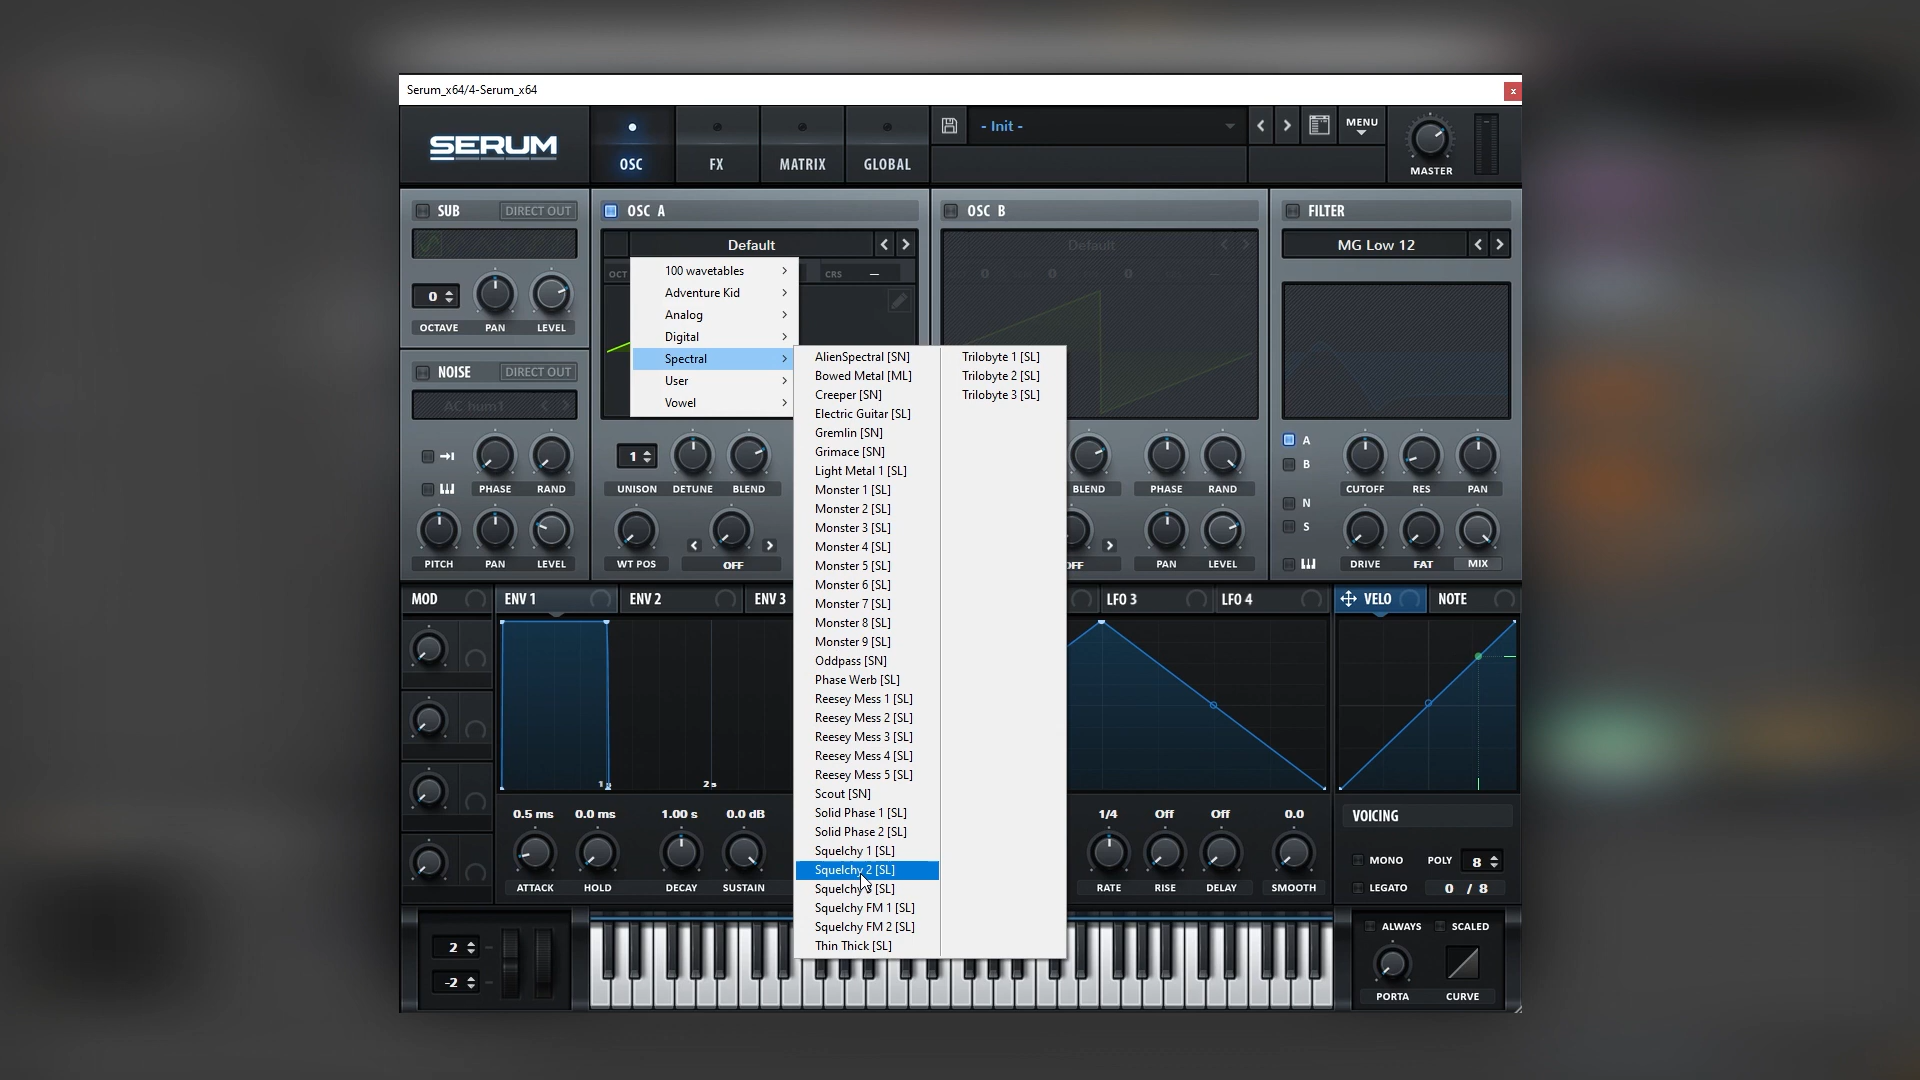 Serum_x64/4-Serum_x64
x
SERUM
OSC
FX
MATRIX
GLOBAL
- Init -
MENU
MASTER
SUB
DIRECT OUT
0
OCTAVE
PAN
LEVEL
NOISE
DIRECT OUT
AC hum1
PHASE
RAND
PITCH
PAN
LEVEL
OSC A
Default
OCT
CRS
—
100 wavetables
Adventure Kid
Analog
Digital
Spectral
User
Vowel
1
UNISON
DETUNE
BLEND
WT POS
OFF
AlienSpectral [SN]
Bowed Metal [ML]
Creeper [SN]
Electric Guitar [SL]
Gremlin [SN]
Grimace [SN]
Light Metal 1 [SL]
Monster 1 [SL]
Monster 2 [SL]
Monster 3 [SL]
Monster 4 [SL]
Monster 5 [SL]
Monster 6 [SL]
Monster 7 [SL]
Monster 8 [SL]
Monster 9 [SL]
Oddpass [SN]
Phase Werb [SL]
Reesey Mess 1 [SL]
Reesey Mess 2 [SL]
Reesey Mess 3 [SL]
Reesey Mess 4 [SL]
Reesey Mess 5 [SL]
Scout [SN]
Solid Phase 1 [SL]
Solid Phase 2 [SL]
Squelchy 1 [SL]
Squelchy 2 [SL]
Squelchy [SL]
Squelchy FM 1 [SL]
Squelchy FM 2 [SL]
Thin Thick [SL]
Trilobyte 1 [SL]
Trilobyte 2 [SL]
Trilobyte 3 [SL]
OSC B
Default
0
0
0
BLEND
PHASE
RAND
PAN
LEVEL
FILTER
MG Low 12
A
B
N
S
CUTOFF
RES
PAN
DRIVE
FAT
MIX
MOD
ENV 1
ENV 2
ENV 3
LFO 3
LFO 4
VELO
NOTE
2 s
0.5 ms
0.0 ms
1.00 s
0.0 dB
ATTACK
HOLD
DECAY
SUSTAIN
1/4
Off
Off
0.0
RATE
RISE
DELAY
SMOOTH
VOICING
MONO
POLY
8
LEGATO
0 / 8
2
-2
ALWAYS
SCALED
PORTA
CURVE